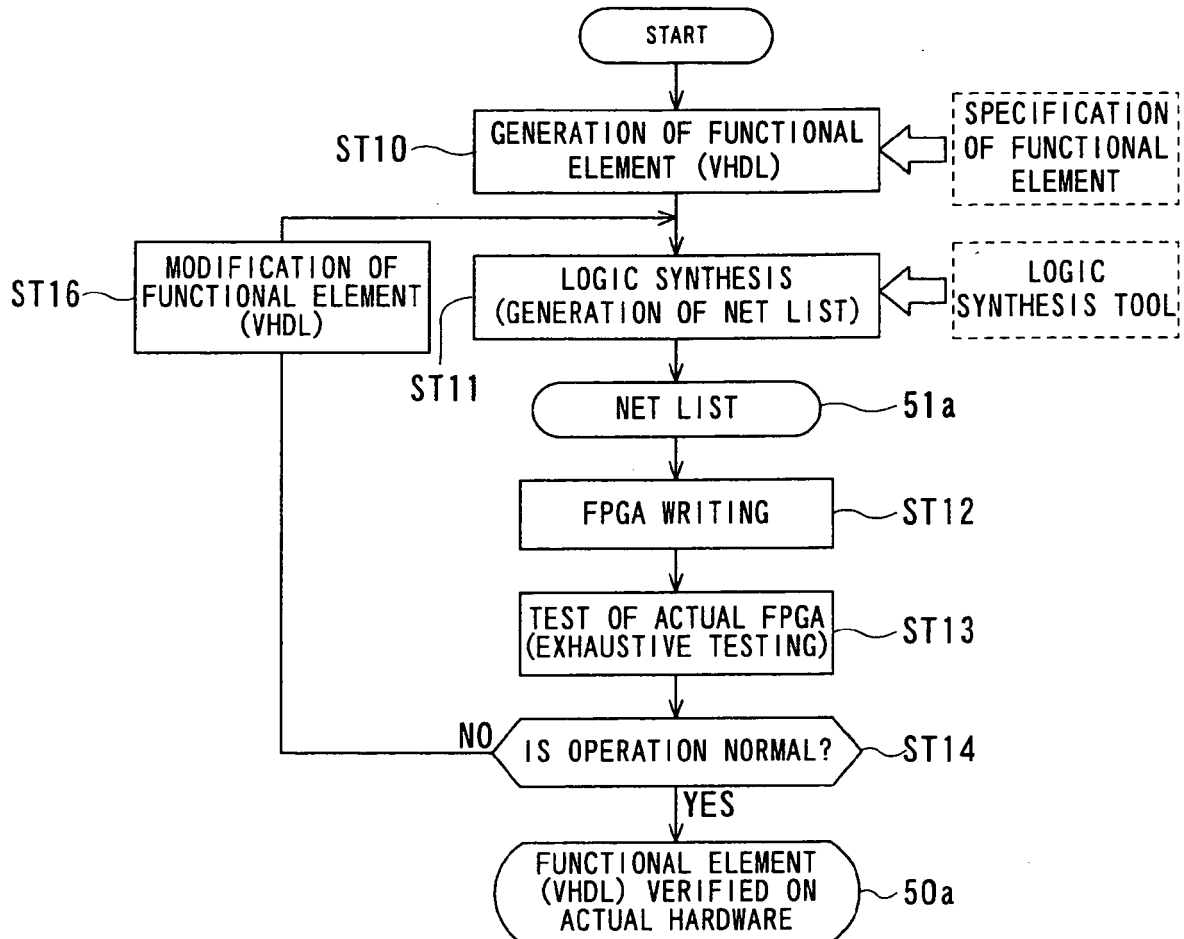 START
GENERATION OF FUNCTIONAL
ELEMENT (VHDL)
ST10
SPECIFICATION
OF FUNCTIONAL
ELEMENT
MODIFICATION OF
FUNCTIONAL ELEMENT
(VHDL)
ST16
LOGIC SYNTHESIS
(GENERATION OF NET LIST)
ST11
LOGIC
SYNTHESIS TOOL
NET LIST
51a
FPGA WRITING
ST12
TEST OF ACTUAL FPGA
(EXHAUSTIVE TESTING)
ST13
NO
IS OPERATION NORMAL?
ST14
YES
FUNCTIONAL ELEMENT
(VHDL) VERIFIED ON
ACTUAL HARDWARE
50a